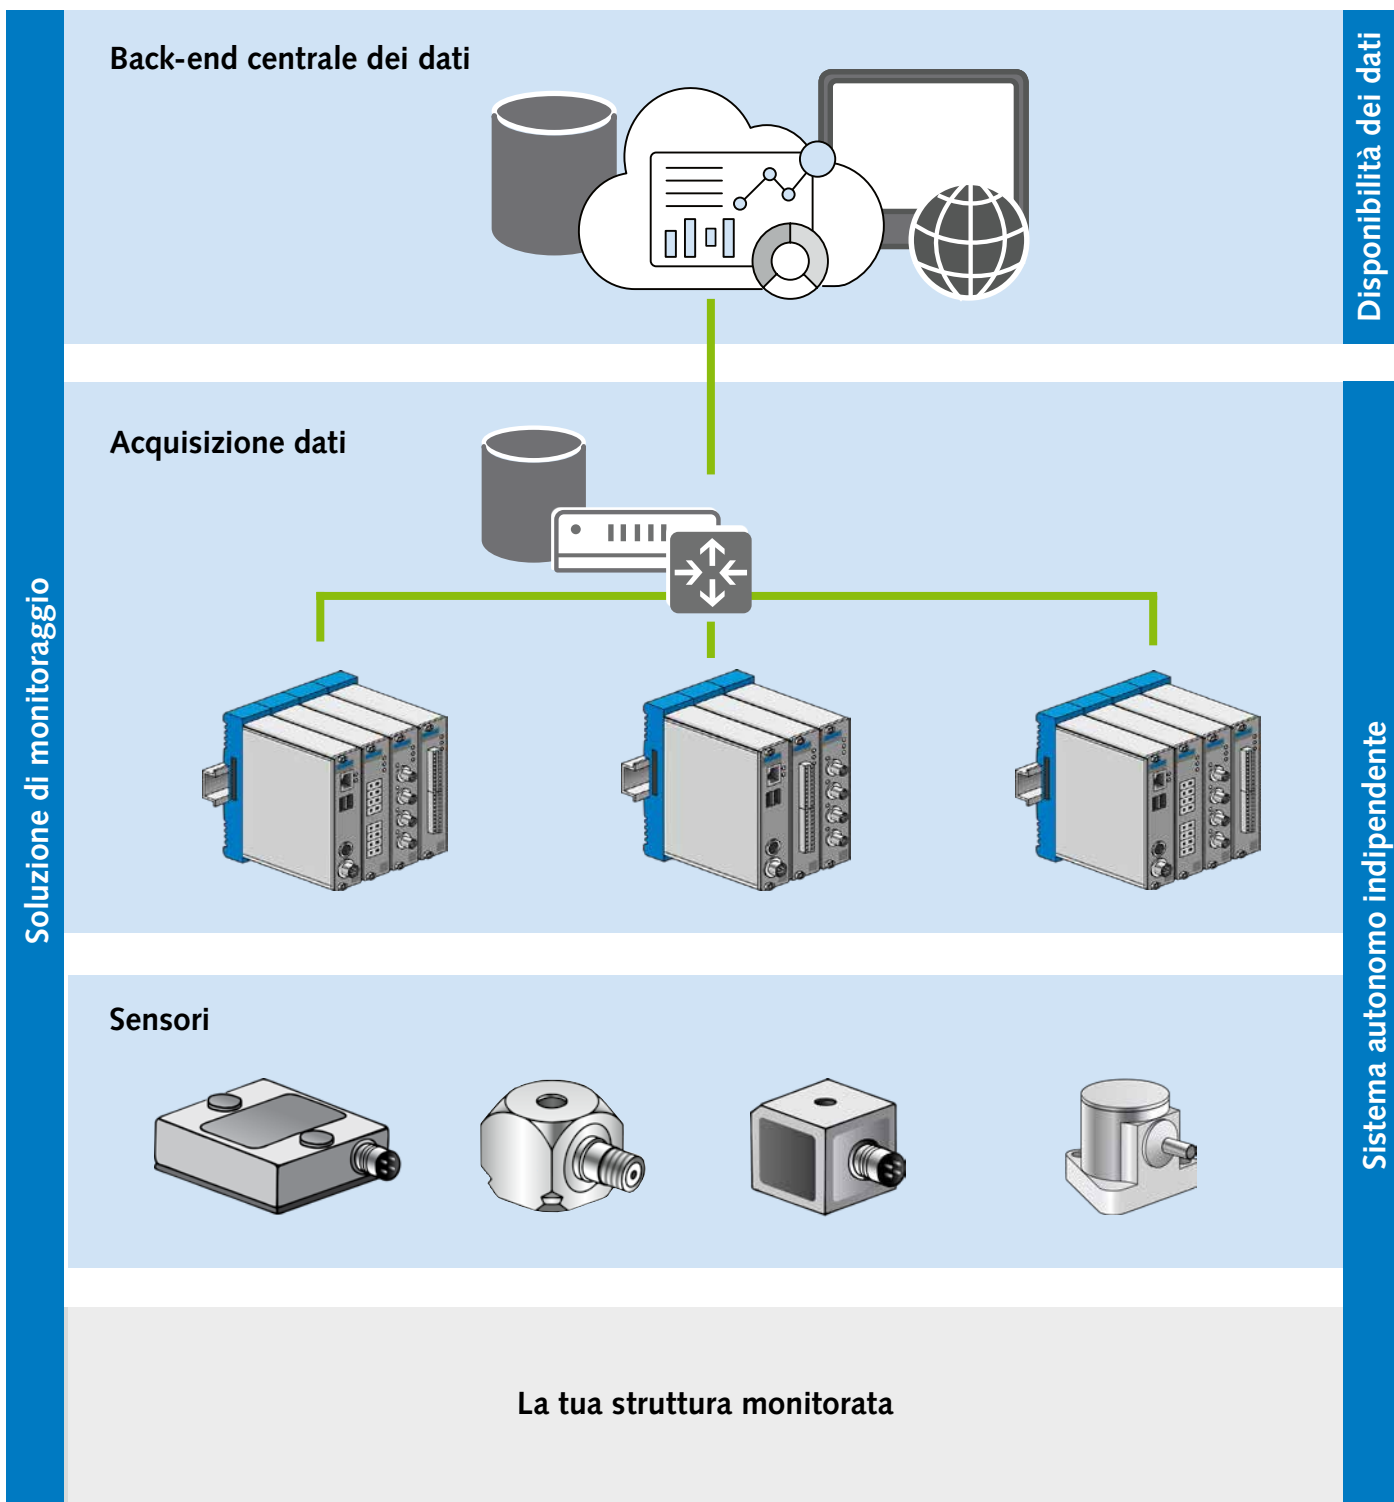 Back-end centrale dei dati
Disponibilità dei dati
Acquisizione dati
Soluzione di monitoraggio
Sistema autonomo indipendente
Sensori
La tua struttura monitorata